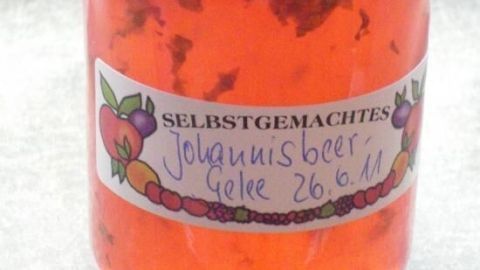 SELBSTGEMACHTES
Johannisbeer-
Gelee 26.6.11